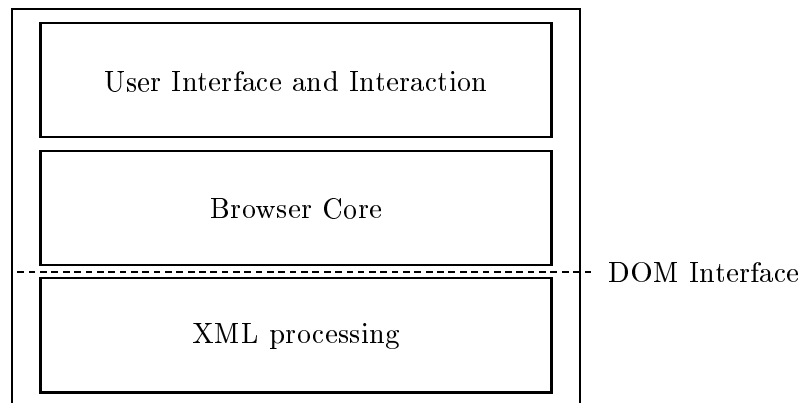 User Interface and Interaction
Browser Core
DOM Interface
XML processing